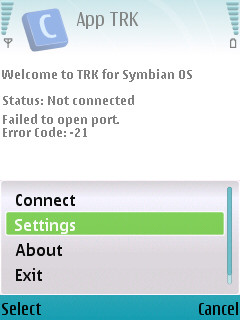 App TRK
Welcome to TRK for Symbian OS
Status: Not connected
Failed to open port.
Error Code: -21
Connect
Settings
About
Exit
Select Cancel